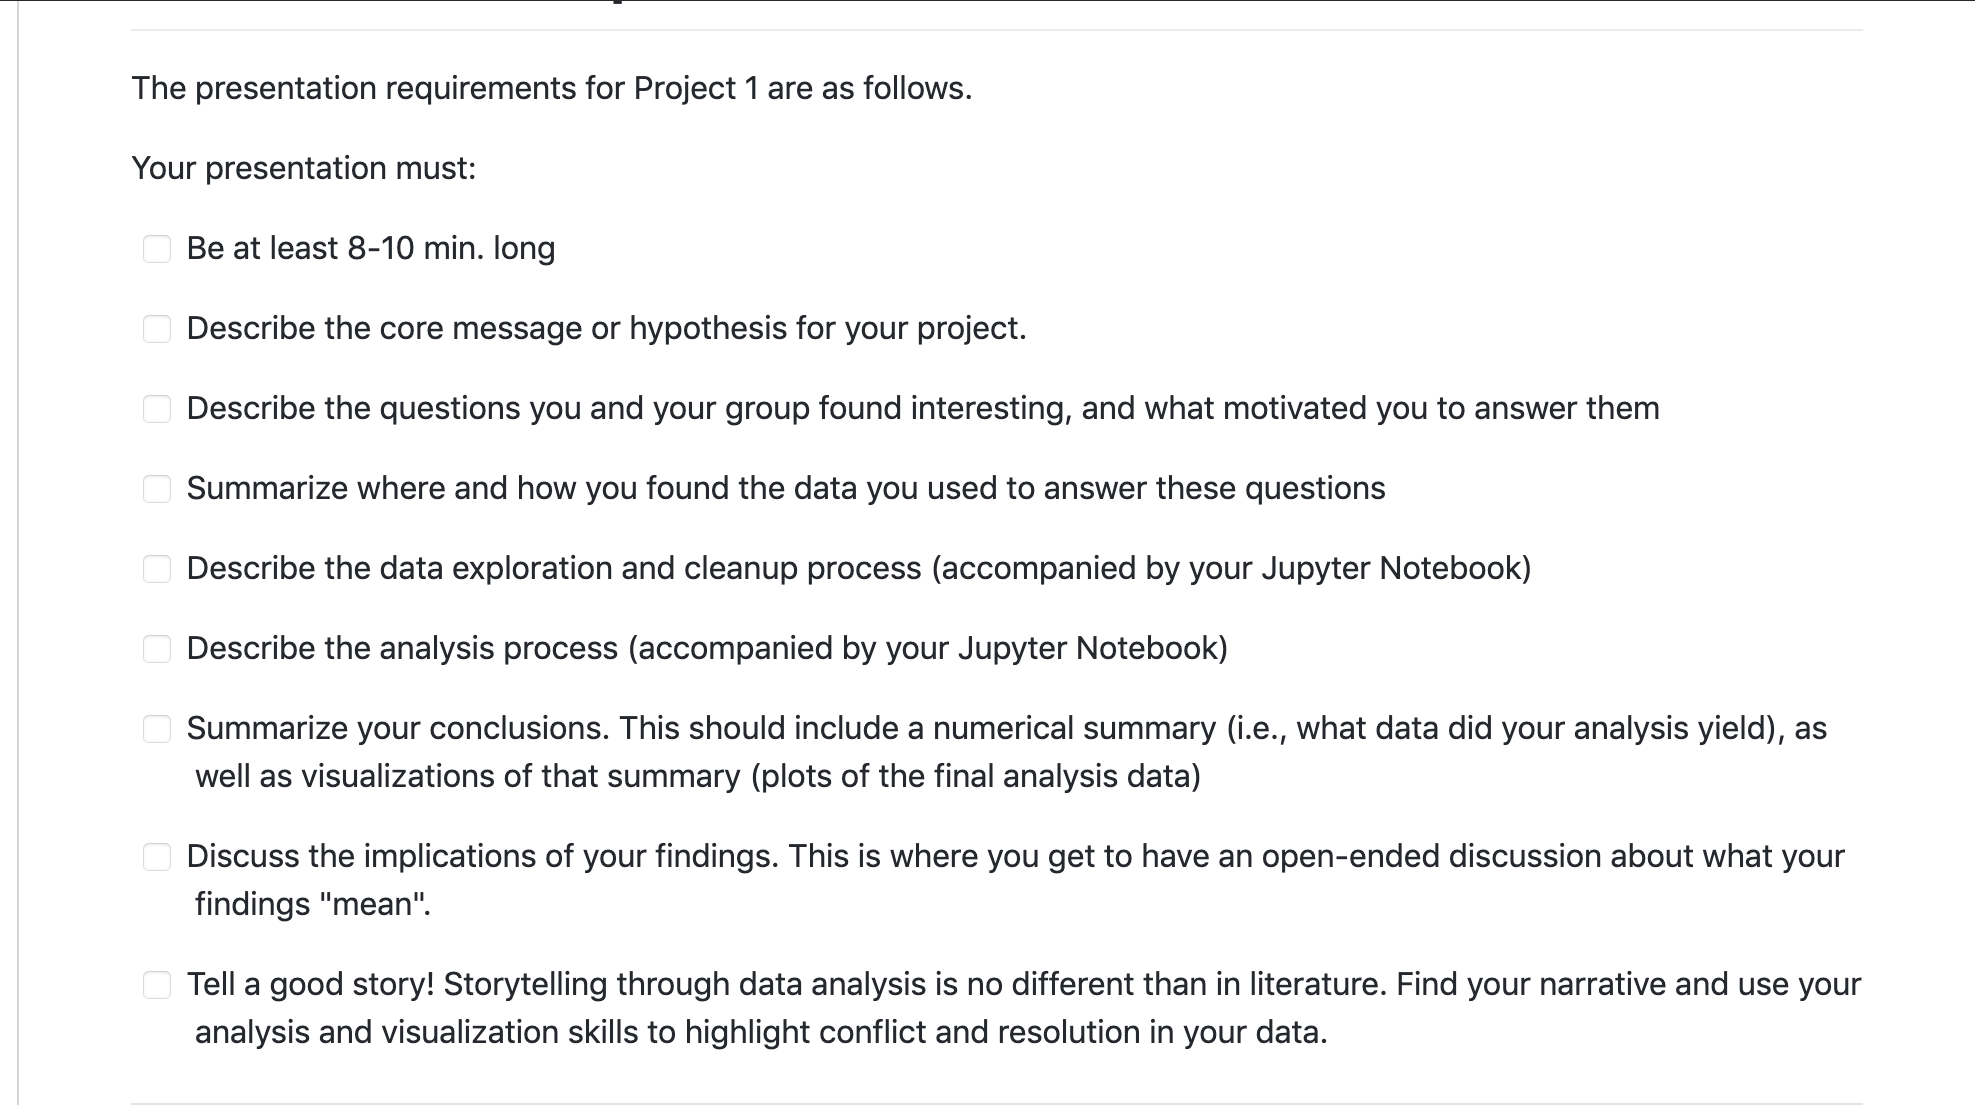 The presentation requirements for Project 1 are as follows.
Your presentation must:
Be at least 8-10 min. long
Describe the core message or hypothesis for your project.
Describe the questions you and your group found interesting, and what motivated you to answer them
Summarize where and how you found the data you used to answer these questions
Describe the data exploration and cleanup process (accompanied by your Jupyter Notebook)
Describe the analysis process (accompanied by your Jupyter Notebook)
Summarize your conclusions. This should include a numerical summary (i.e., what data did your analysis yield), as
well as visualizations of that summary (plots of the final analysis data)
Discuss the implications of your findings. This is where you get to have an open-ended discussion about what your
findings "mean".
Tell a good story! Storytelling through data analysis is no different than in literature. Find your narrative and use your
analysis and visualization skills to highlight conflict and resolution in your data.